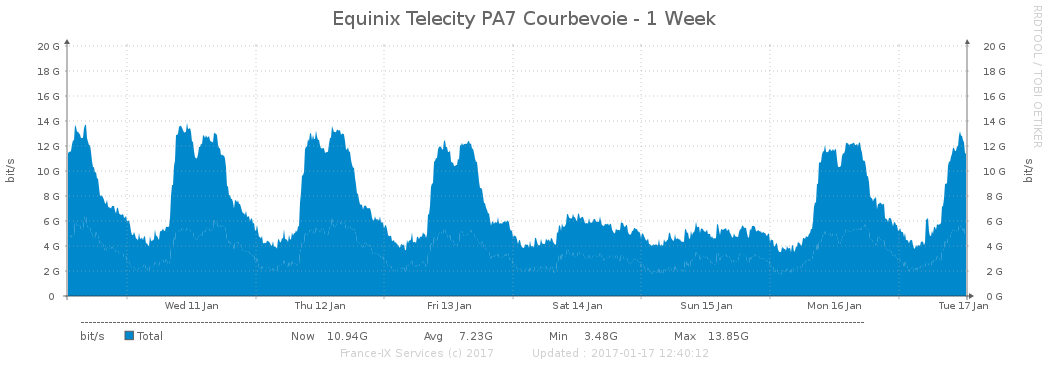 Equinix Telecity PA7 Courbevoie - 1 Week
RRDTOOL / TOBI OETIKER
bit/s
20 G
18 G
16 G
14 G
12 G
10 G
8 G
6 G
4 G
2 G
0
20 G
18 G
16 G
14 G
12 G
10 G
8 G
6 G
4 G
2 G
0 G
bit/s
Wed 11 Jan Thu 12 Jan Fri 13 Jan Sat 14 Jan Sun 15 Jan Mon 16 Jan Tue 17 Jan
bit/s Total Now 10.94G Avg 7.23G Min 3.48G Max 13.85G
France-IX Services (c) 2017 Updated : 2017-01-17 12:40:12